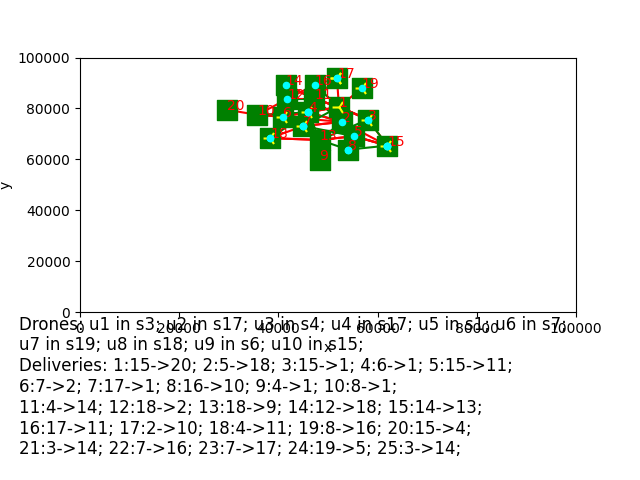 100000
80000
60000
40000
20000
0
y
20
14
17
19
15
0 20000 40000 60000 80000 100000
x
Drones: u1 in s3; u2 in s17; u3 in s4; u4 in s17; u5 in s1; u6 in s7;
u7 in s19; u8 in s18; u9 in s6; u10 in s15;
Deliveries: 1:15->20; 2:5->18; 3:15->1; 4:6->1; 5:15->11;
6:7->2; 7:17->1; 8:16->10; 9:4->1; 10:8->1;
11:4->14; 12:18->2; 13:18->9; 14:12->18; 15:14->13;
16:17->11; 17:2->10; 18:4->11; 19:8->16; 20:15->4;
21:3->14; 22:7->16; 23:7->17; 24:19->5; 25:3->14;